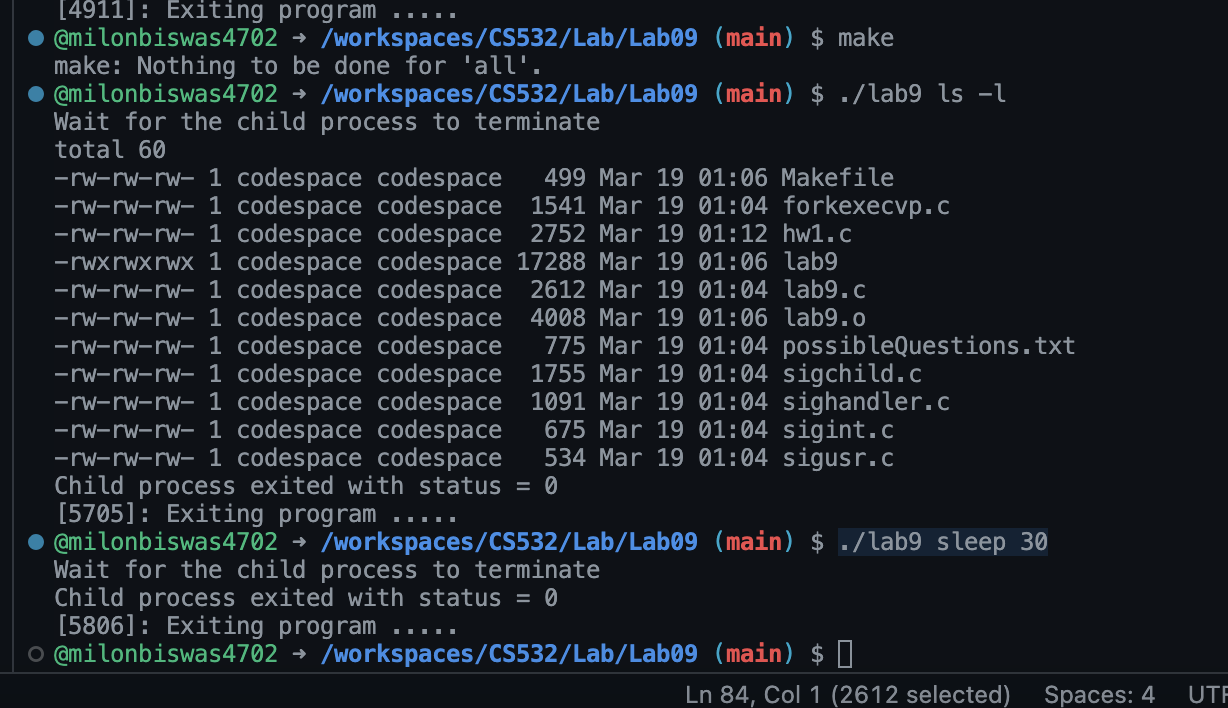 [4911]: Exiting program .....
@milonbiswas4702 → /workspaces/CS532/Lab/Lab09 (main) $ make
make: Nothing to be done for 'all'.
@milonbiswas4702 → /workspaces/CS532/Lab/Lab09 (main) $ ./lab9 ls -l
Wait for the child process to terminate
total 60
-rw-rw-rw- 1 codespace codespace   499 Mar 19 01:06 Makefile
-rw-rw-rw- 1 codespace codespace  1541 Mar 19 01:04 forkexecvp.c
-rw-rw-rw- 1 codespace codespace  2752 Mar 19 01:12 hw1.c
-rwxrwxrwx 1 codespace codespace 17288 Mar 19 01:06 lab9
-rw-rw-rw- 1 codespace codespace  2612 Mar 19 01:04 lab9.c
-rw-rw-rw- 1 codespace codespace  4008 Mar 19 01:06 lab9.o
-rw-rw-rw- 1 codespace codespace   775 Mar 19 01:04 possibleQuestions.txt
-rw-rw-rw- 1 codespace codespace  1755 Mar 19 01:04 sigchild.c
-rw-rw-rw- 1 codespace codespace  1091 Mar 19 01:04 sighandler.c
-rw-rw-rw- 1 codespace codespace   675 Mar 19 01:04 sigint.c
-rw-rw-rw- 1 codespace codespace   534 Mar 19 01:04 sigusr.c
Child process exited with status = 0
[5705]: Exiting program .....
@milonbiswas4702 → /workspaces/CS532/Lab/Lab09 (main) $ ./lab9 sleep 30
Wait for the child process to terminate
Child process exited with status = 0
[5806]: Exiting program .....
@milonbiswas4702 → /workspaces/CS532/Lab/Lab09 (main) $
Ln 84, Col 1 (2612 selected) Spaces: 4